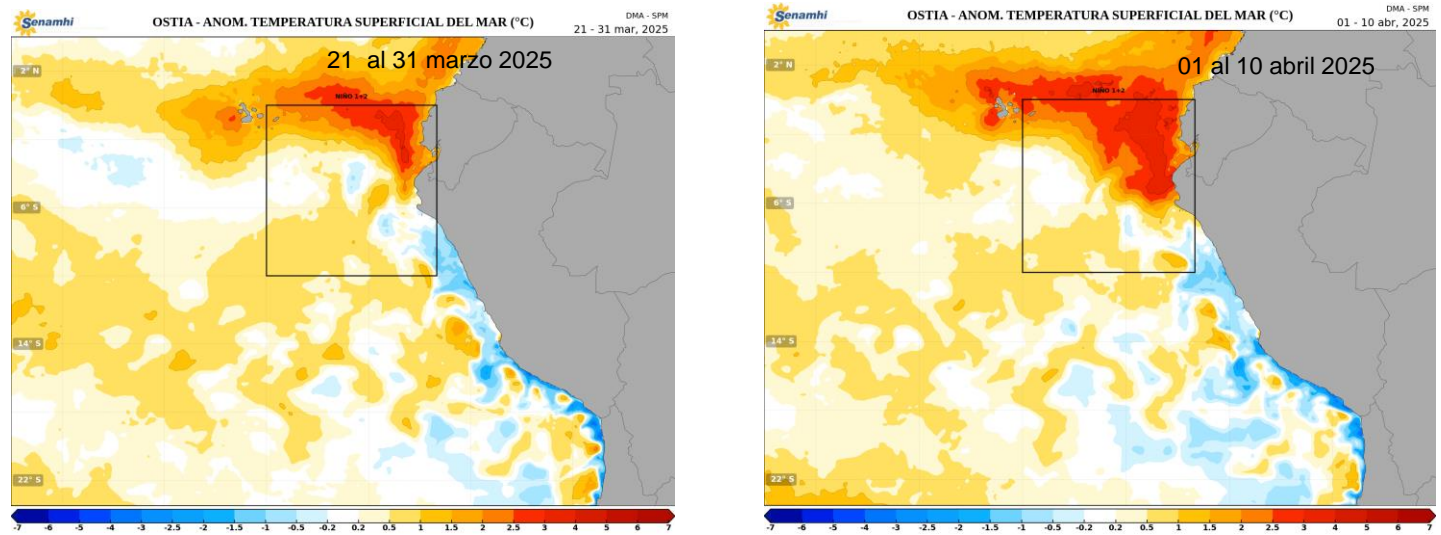 Senamhi
OSTIA - ANOM. TEMPERATURA SUPERFICIAL DEL MAR (°C)
DMA - SPM
21 - 31 mar, 2025
21 al 31 marzo 2025
2° N
NIÑO 1+2
6° S
14° S
22° S
-7 -6 -5 -4 -3 -2.5 -2 -1.5 -1 -0.5 -0.2 0.2 0.5 1 1.5 2 2.5 3 4 5 6 7
Senamhi
OSTIA - ANOM. TEMPERATURA SUPERFICIAL DEL MAR (°C)
DMA - SPM
01 - 10 abr, 2025
01 al 10 abril 2025
2° N
NIÑO 1+2
6° S
14° S
22° S
-7 -6 -5 -4 -3 -2.5 -2 -1.5 -1 -0.5 -0.2 0.2 0.5 1 1.5 2 2.5 3 4 5 6 7